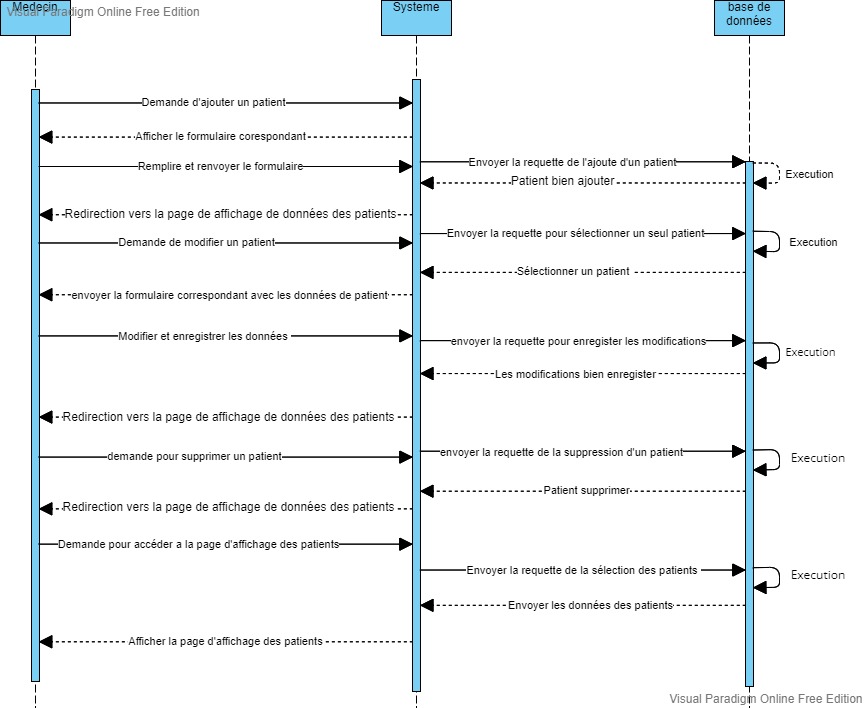 Medecin
Visual Paradigm Online Free Edition
Systeme
base de
données
Demande d'ajouter un patient
Afficher le formulaire corespondant
Remplire et renvoyer le formulaire
Envoyer la requette de l'ajoute d'un patient
Execution
Patient bien ajouter
Redirection vers la page de affichage de données des patients
Envoyer la requette pour sélectionner un seul patient
Demande de modifier un patient
Execution
Sélectionner un patient
envoyer la formulaire correspondant avec les données de patient
Modifier et enregistrer les données
envoyer la requette pour enregister les modifications
Execution
Les modifications bien enregister
Redirection vers la page de affichage de données des patients
envoyer la requette de la suppression d'un patient
demande pour supprimer un patient
Execution
Patient supprimer
Redirection vers la page de affichage de données des patients
Demande pour accéder a la page d'affichage des patients
Envoyer la requette de la sélection des patients
Execution
Envoyer les données des patients
Afficher la page d'affichage des patients
Visual Paradigm Online Free Edition